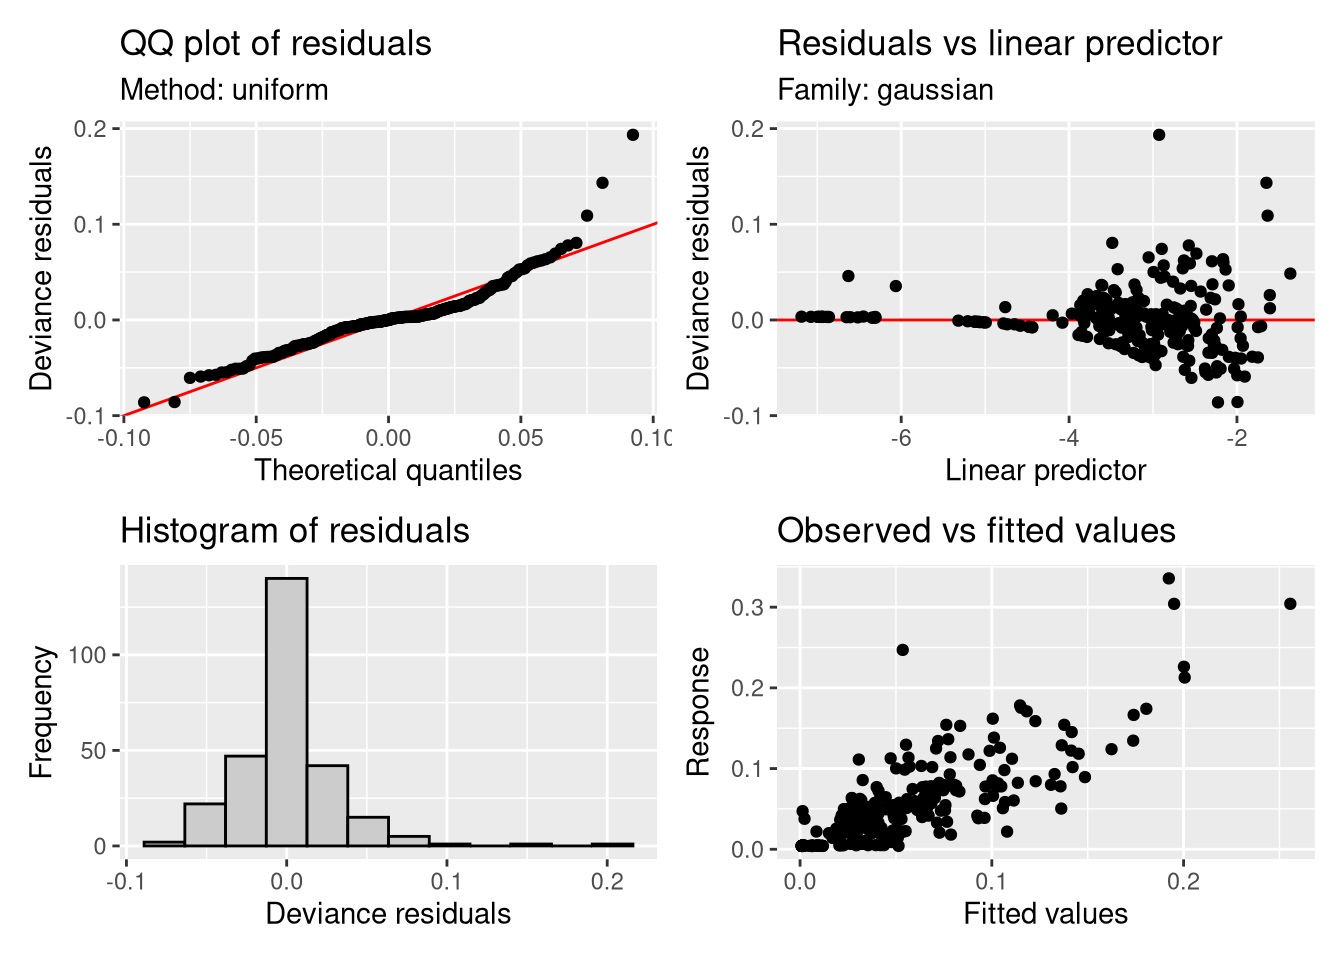 QQ plot of residuals
Method: uniform
Deviance residuals
0.2
0.1
0.0
-0.1
-0.10 -0.05 0.00 0.05 0.10
Theoretical quantiles
Residuals vs linear predictor
Family: gaussian
Deviance residuals
0.2
0.1
0.0
-0.1
-6 -4 -2
Linear predictor
Histogram of residuals
Frequency
100
50
0
-0.1 0.0 0.1 0.2
Deviance residuals
Observed vs fitted values
Response
0.3
0.2
0.1
0.0
0.0 0.1 0.2
Fitted values